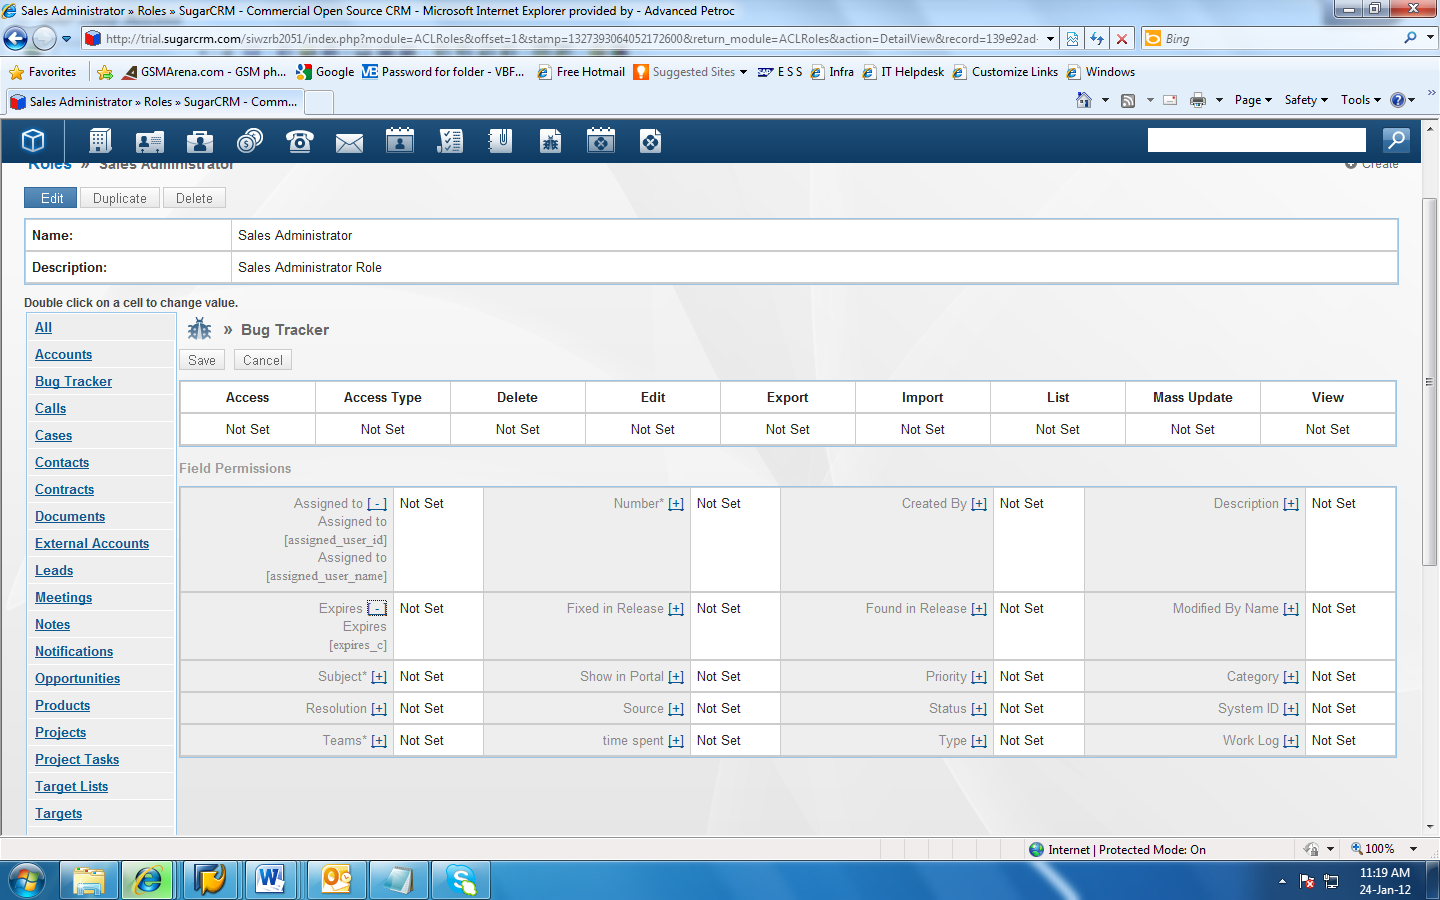 Sales Administrator » Roles » SugarCRM - Commercial Open Source CRM - Microsoft Internet Explorer provided by - Advanced Petroc
http://trial.sugarcrm.com/siwzrb2051/index.php?module=ACLRoles&offset=1&stamp=1327393064052172600&return_module=ACLRoles&action=DetailView&record=139e92ad-
Bing
Favorites GSMArena.com - GSM ph... Google Password for folder - VBF... Free Hotmail Suggested Sites E S S Infra IT Helpdesk Customize Links Windows
Sales Administrator » Roles » SugarCRM - Comm...
Page Safety Tools
Roles » Sales Administrator
Create
Edit Duplicate Delete
Name: Sales Administrator
Description: Sales Administrator Role
Double click on a cell to change value.
All
Accounts
Bug Tracker
Calls
Cases
Contacts
Contracts
Documents
External Accounts
Leads
Meetings
Notes
Notifications
Opportunities
Products
Projects
Project Tasks
Target Lists
Targets
» Bug Tracker
Save Cancel
Access Access Type Delete Edit Export Import List Mass Update View
Not Set Not Set Not Set Not Set Not Set Not Set Not Set Not Set Not Set
Field Permissions
Assigned to [ - ] Not Set Number* [+] Not Set Created By [+] Not Set Description [+] Not Set
Assigned to
[assigned_user_id]
Assigned to
[assigned_user_name]
Expires [ - ] Not Set Fixed in Release [+] Not Set Found in Release [+] Not Set Modified By Name [+] Not Set
Expires
[expires_c]
Subject* [+] Not Set Show in Portal [+] Not Set Priority [+] Not Set Category [+] Not Set
Resolution [+] Not Set Source [+] Not Set Status [+] Not Set System ID [+] Not Set
Teams* [+] Not Set time spent [+] Not Set Type [+] Not Set Work Log [+] Not Set
Internet | Protected Mode: On
100%
11:19 AM
24-Jan-12